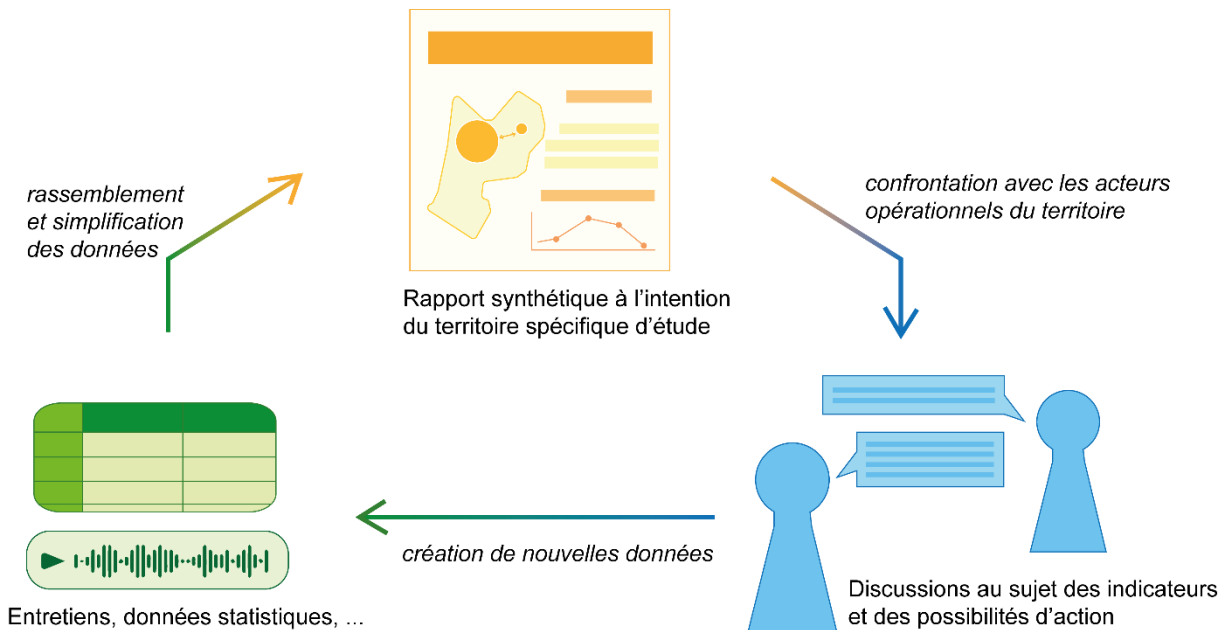 rassemblement
et simplification
des données
confrontation avec les acteurs
opérationnels du territoire
Rapport synthétique à l’intention
du territoire spécifique d’étude
création de nouvelles données
Entretiens, données statistiques, ...
Discussions au sujet des indicateurs
et des possibilités d’action